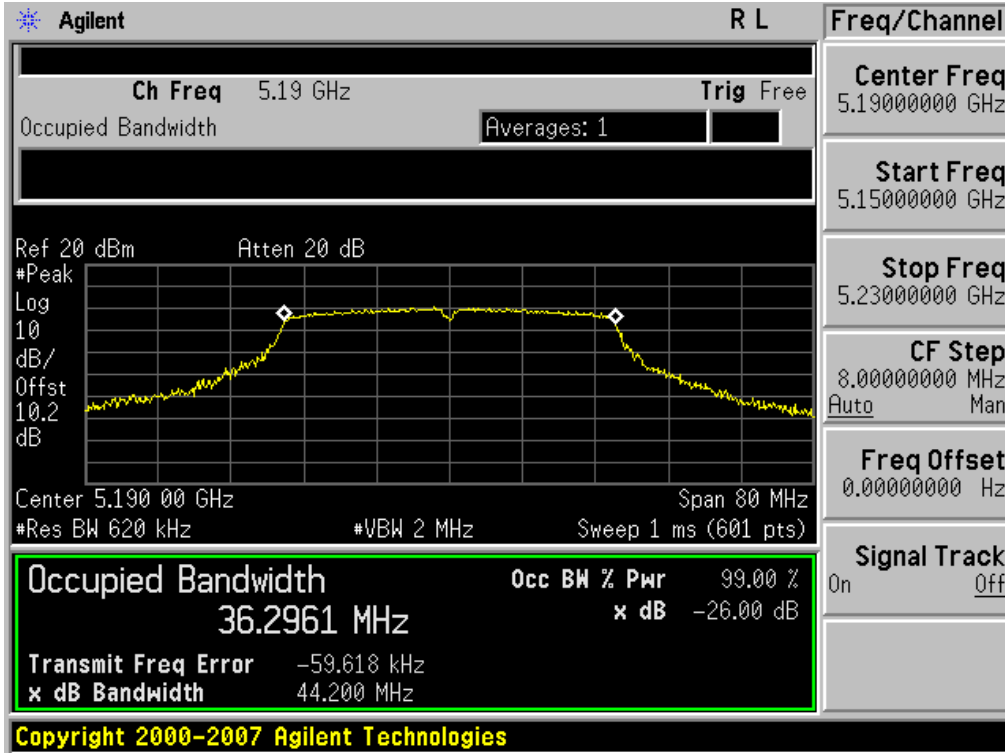 Agilent R L
Ch Freq 5.19 GHz Trig Free
Occupied Bandwidth Averages: 1
Ref 20 dBm Atten 20 dB
#Peak
Log
10
dB/
Offst
10.2
dB
Center 5.190 00 GHz Span 80 MHz
#Res BW 620 kHz #VBW 2 MHz Sweep 1 ms (601 pts)
Occupied Bandwidth Occ BW % Pwr 99.00 %
36.2961 MHz x dB -26.00 dB
Transmit Freq Error -59.618 kHz
x dB Bandwidth 44.200 MHz
Copyright 2000-2007 Agilent Technologies
Freq/Channel
Center Freq
5.19000000 GHz
Start Freq
5.15000000 GHz
Stop Freq
5.23000000 GHz
CF Step
8.00000000 MHz
Auto Man
Freq Offset
0.00000000 Hz
Signal Track
On Off